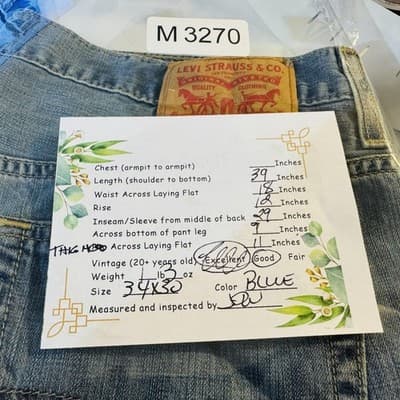 M 3270
LEVI STRAUSS & CO.
QUALITY CLOTHING
Chest (armpit to armpit) Inches
Length (shoulder to bottom) 39 Inches
Waist Across Laying Flat 18 Inches
Rise 12 Inches
Inseam/Sleeve from middle of back 29 Inches
Across bottom of pant leg 9 Inches
Across Laying Flat 11 Inches
Vintage (20+ years old) Excellent Good Fair
Weight 1 lb 2 oz
Size 34x30 Color BLUE
Measured and inspected by